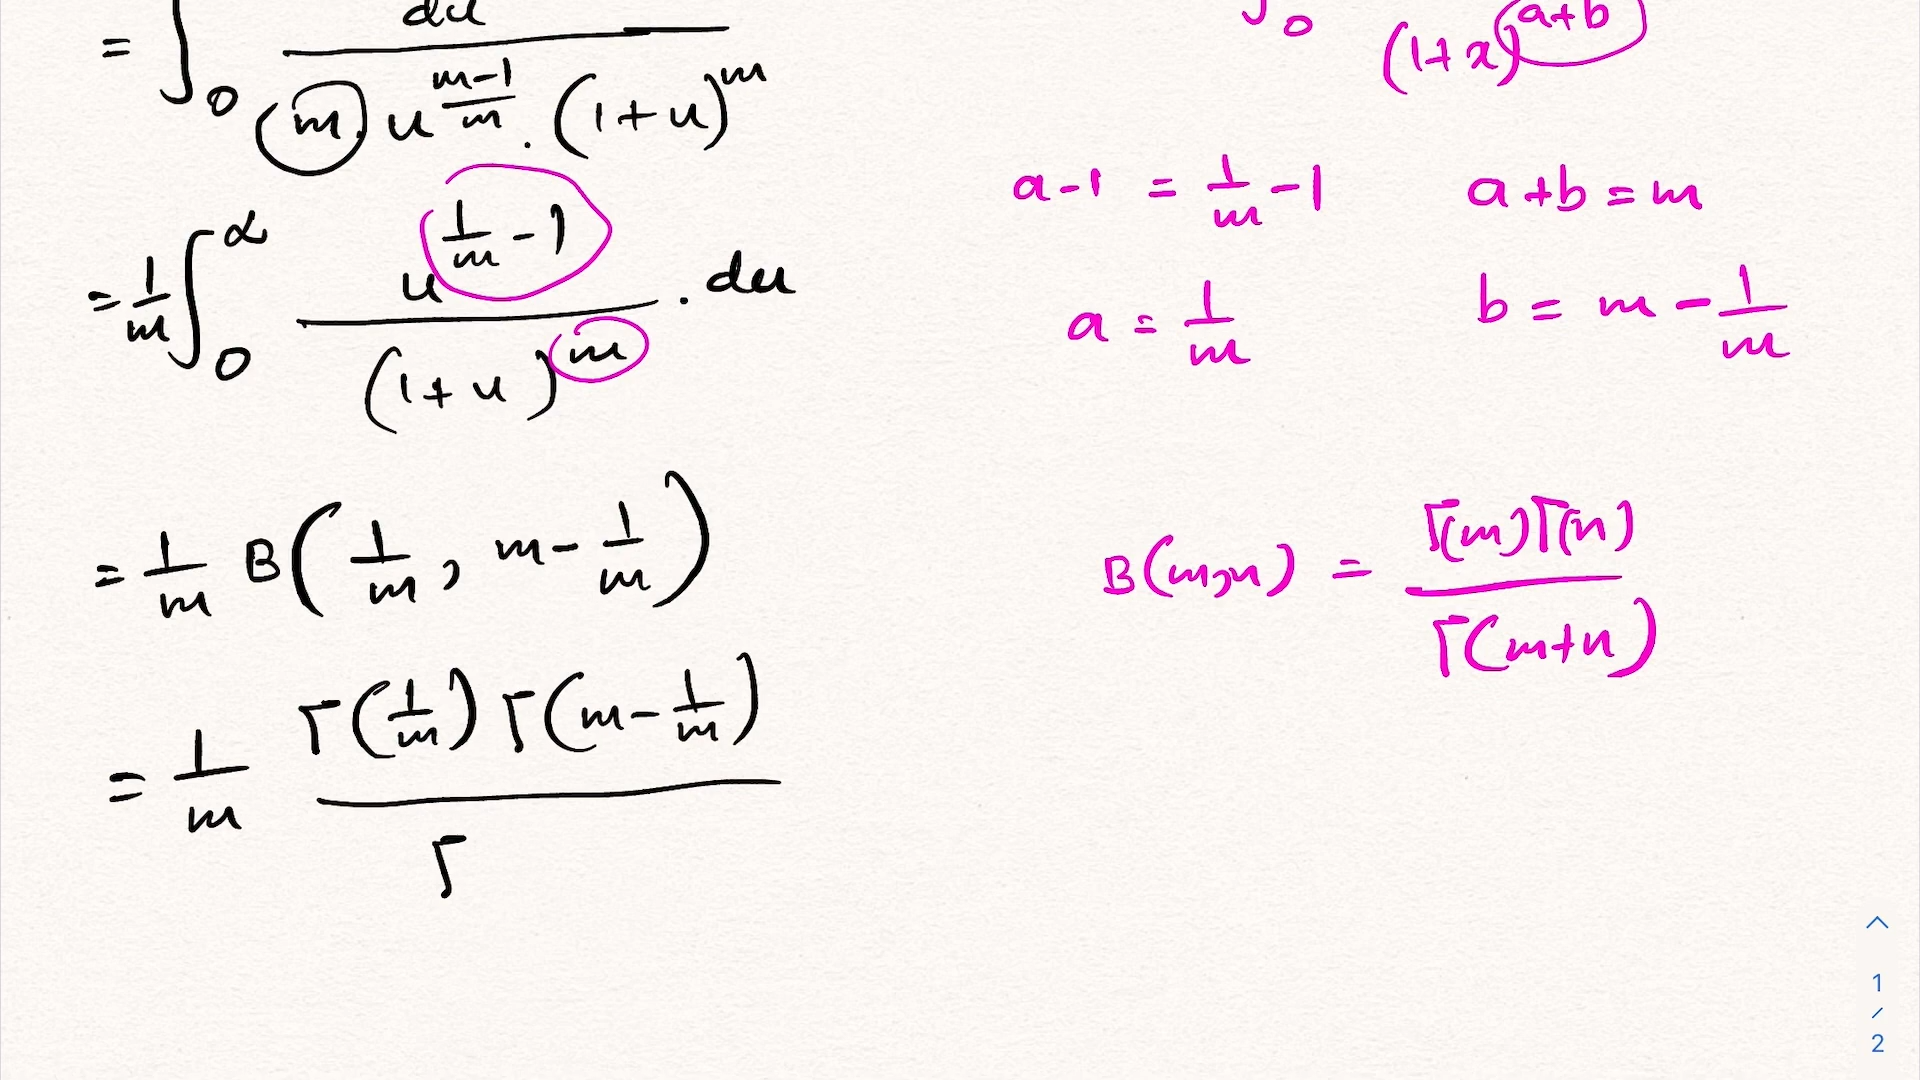 = ∫₀ du / (m. u^((m-1)/m) . (1+u)^m)
= 1/m ∫₀^∝ u^(1/m - 1) / (1+u)^m . du
= 1/m B(1/m, m - 1/m)
= 1/m Γ(1/m) Γ(m - 1/m) / Γ
∫₀ (1+x)^(a+b)
a-1 = 1/m - 1
a+b = m
a = 1/m
b = m - 1/m
B(m,n) = Γ(m)Γ(n) / Γ(m+n)
1
/
2